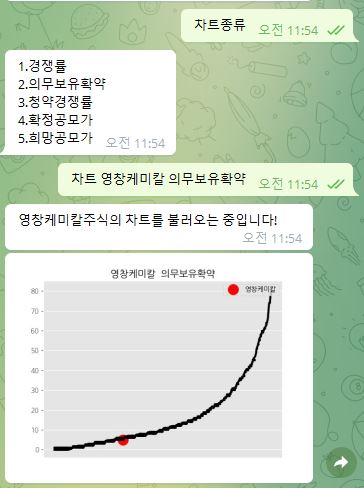 차트종류
오전 11:54
1.경쟁률
2.의무보유확약
3.청약경쟁률
4.확정공모가
5.희망공모가
오전 11:54
차트 영창케미칼 의무보유확약
오전 11:54
영창케미칼주식의 차트를 불러오는 중입니다!
오전 11:54
영창케미칼 의무보유확약
영창케미칼
80
70
60
50
40
30
20
10
0